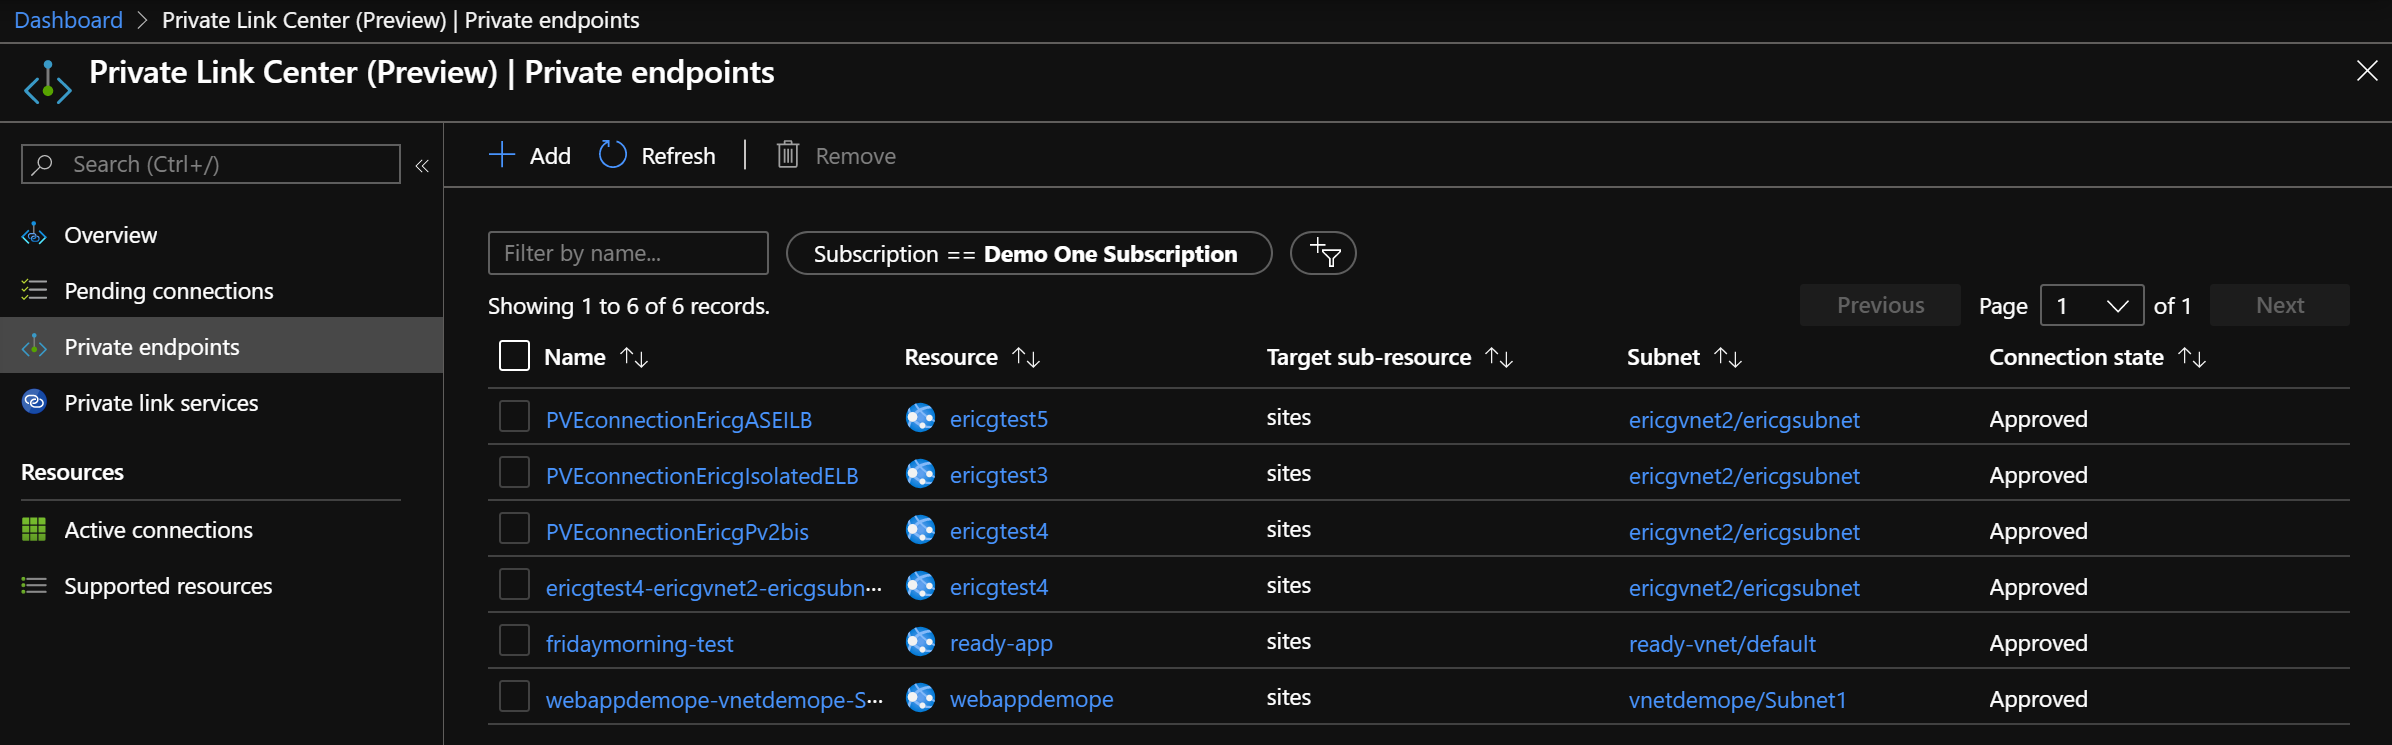 Dashboard > Private Link Center (Preview) | Private endpoints
Private Link Center (Preview) | Private endpoints
Search (Ctrl+/)
«
Overview
Pending connections
Private endpoints
Private link services
Resources
Active connections
Supported resources
Add Refresh | Remove
Filter by name... Subscription == Demo One Subscription
Showing 1 to 6 of 6 records. Previous Page 1 of 1 Next
Name ↑↓ Resource ↑↓ Target sub-resource ↑↓ Subnet ↑↓ Connection state ↑↓
PVEconnectionEricgASEILB ericgtest5 sites ericgvnet2/ericgsubnet Approved
PVEconnectionEricgIsolatedELB ericgtest3 sites ericgvnet2/ericgsubnet Approved
PVEconnectionEricgPv2bis ericgtest4 sites ericgvnet2/ericgsubnet Approved
ericgtest4-ericgvnet2-ericgsubn··· ericgtest4 sites ericgvnet2/ericgsubnet Approved
fridaymorning-test ready-app sites ready-vnet/default Approved
webappdemope-vnetdemope-S··· webappdemope sites vnetdemope/Subnet1 Approved